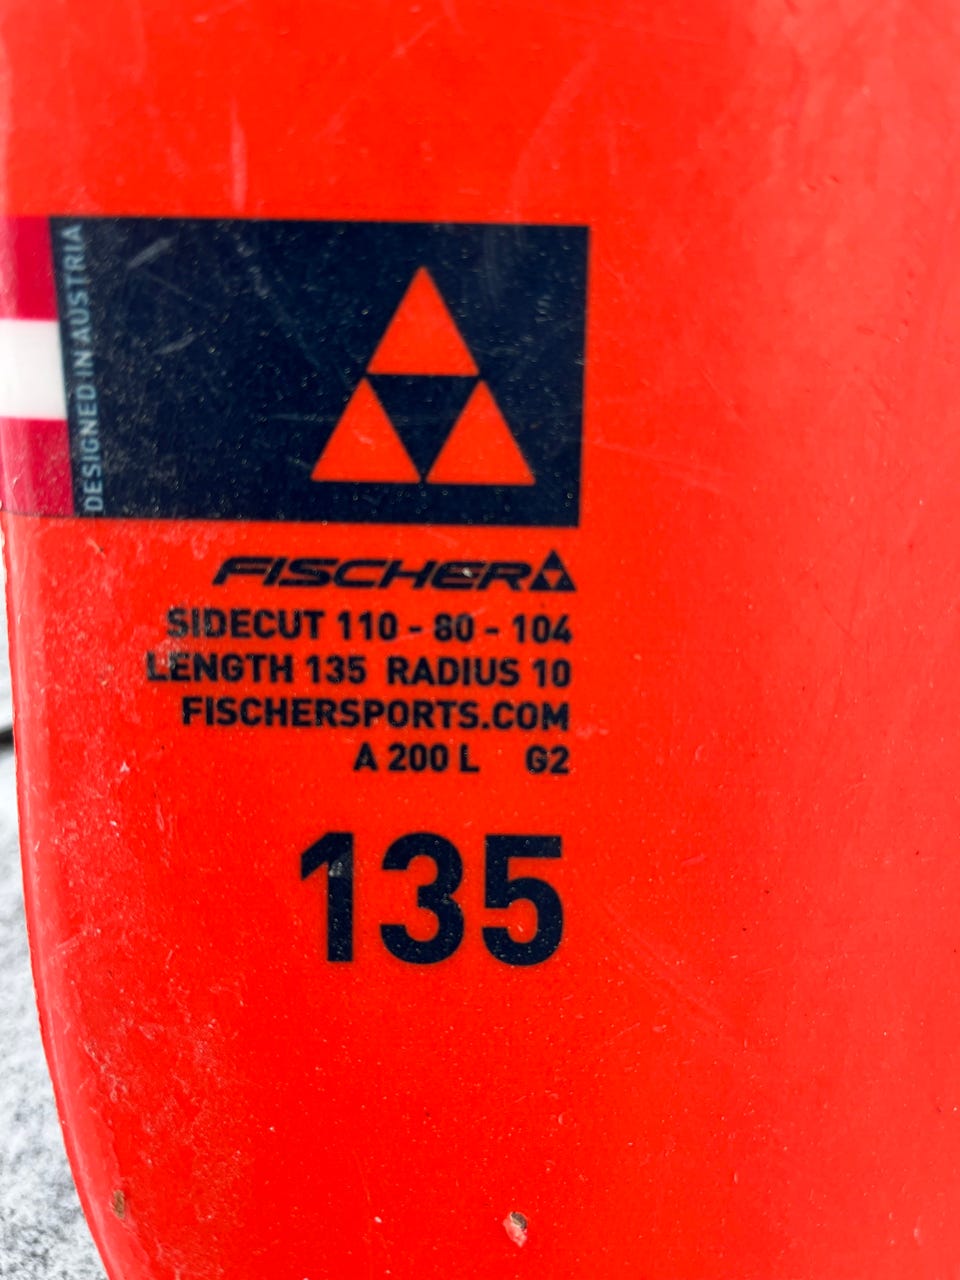 DESIGNED IN AUSTRIA
FISCHER
SIDECUT 110 - 80 - 104
LENGTH 135 RADIUS 10
FISCHERSPORTS.COM
A 200 L G2
135